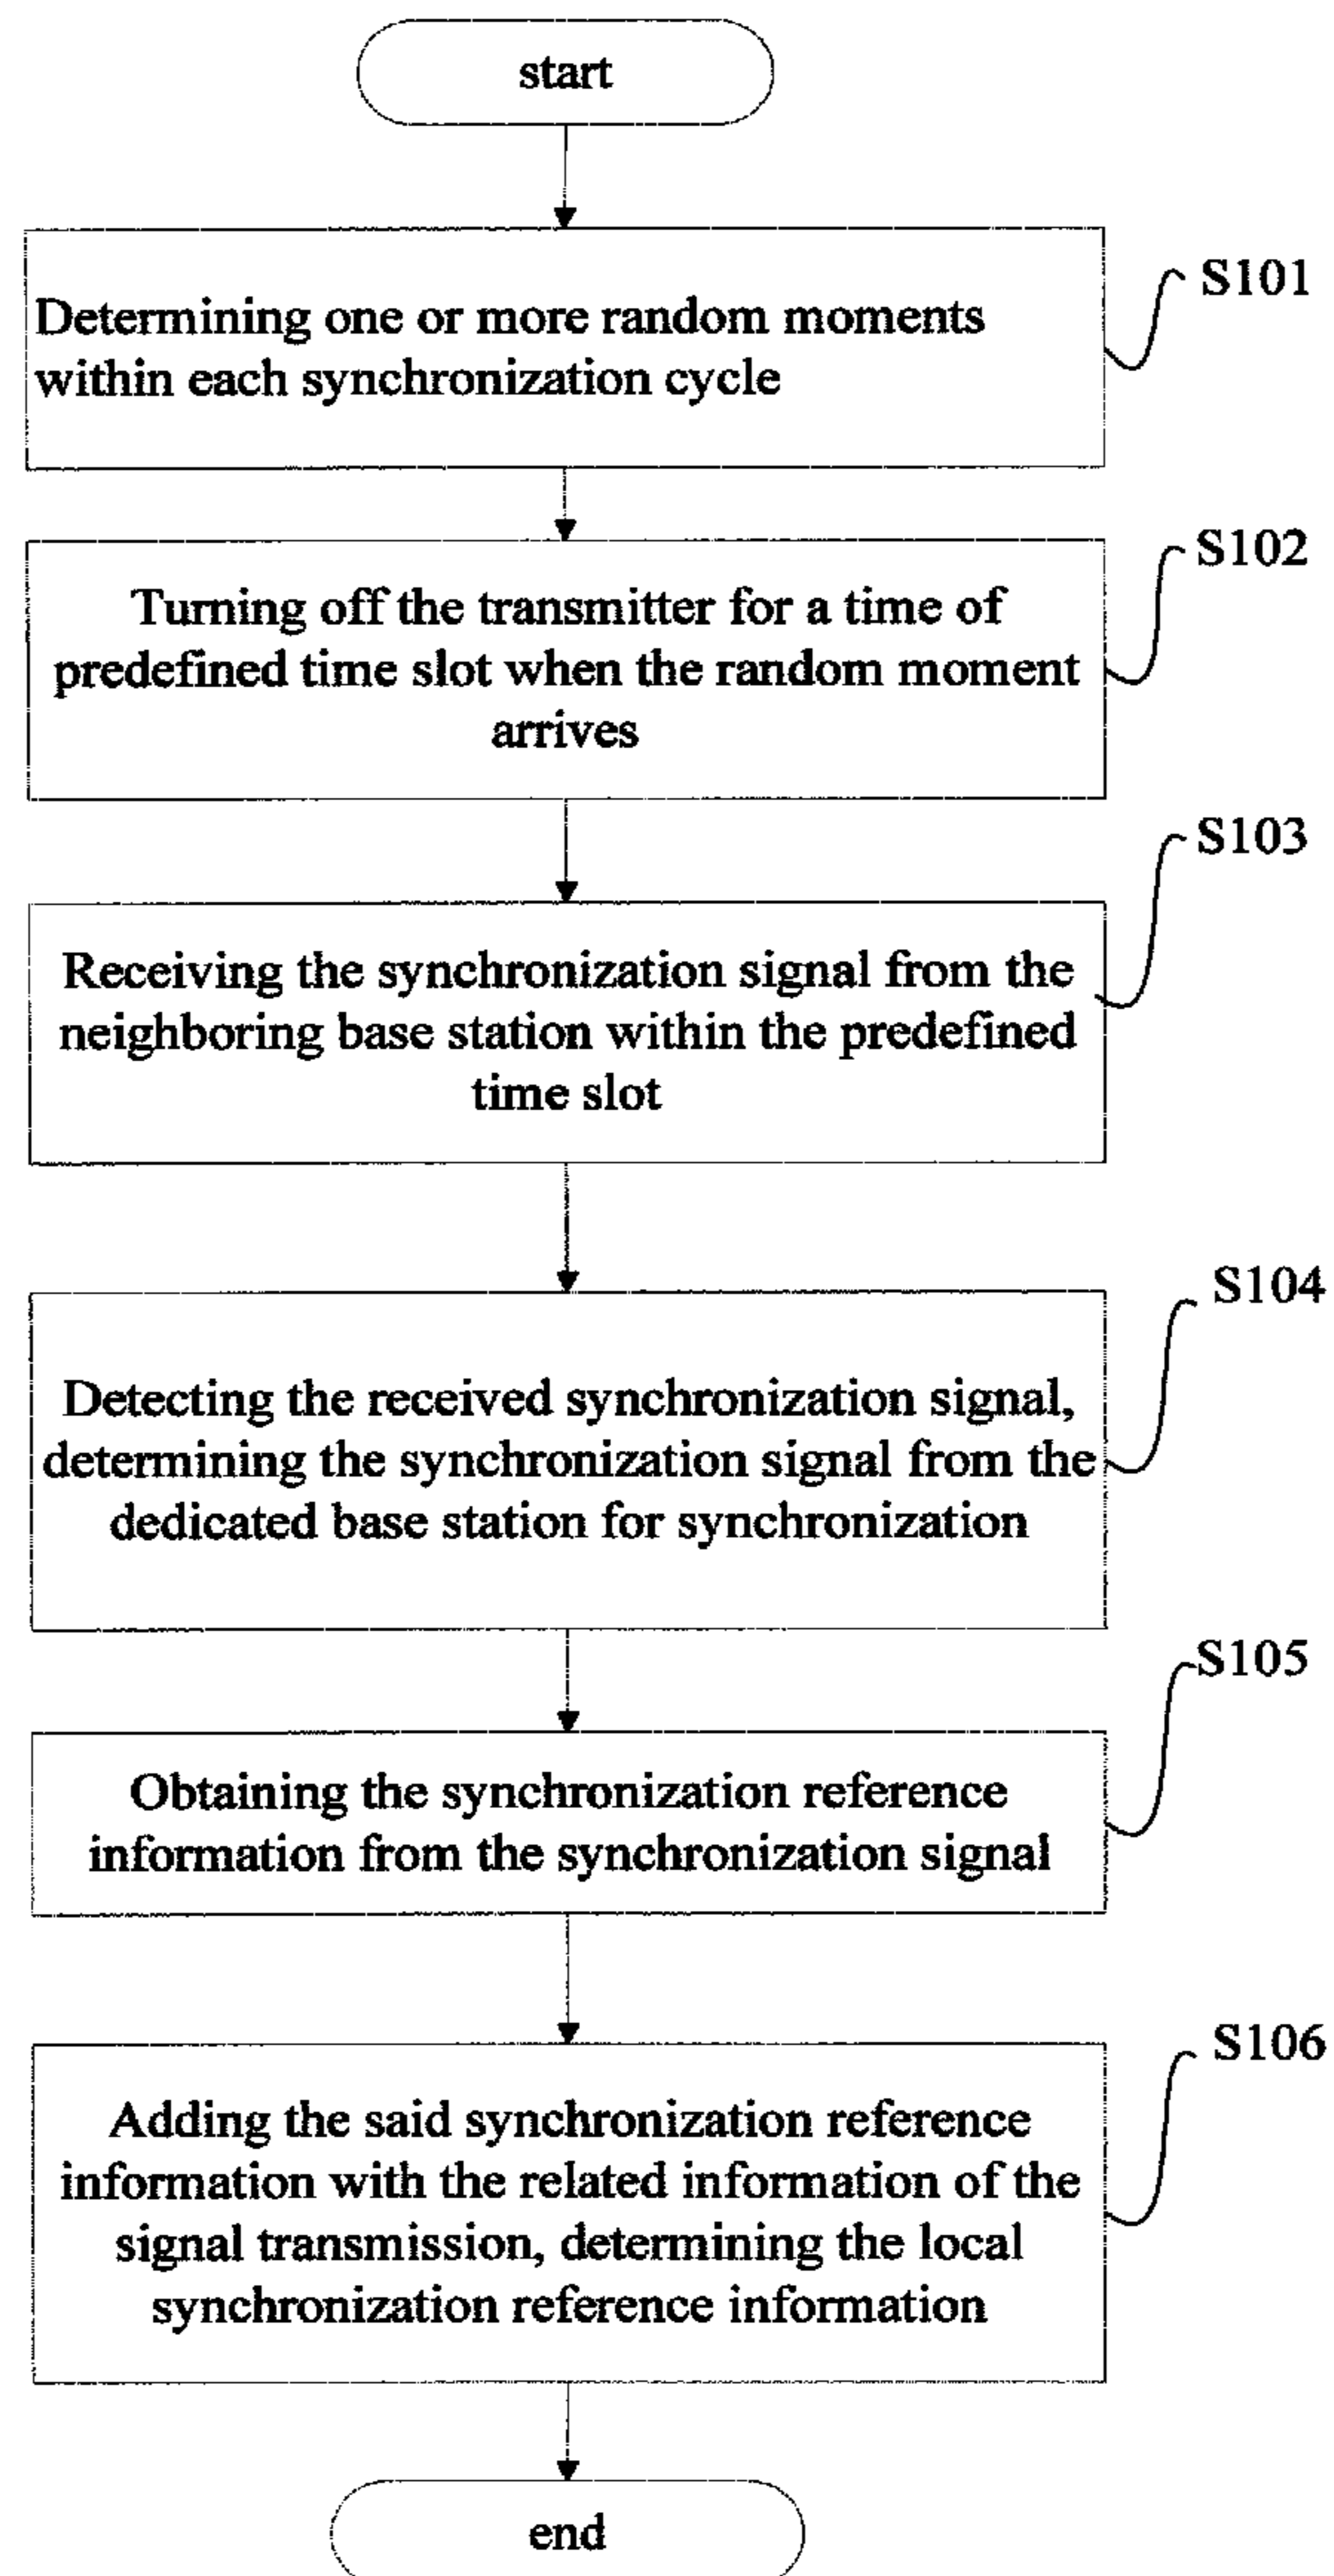 start
S101
Determining one or more random moments
within each synchronization cycle
S102
Turning off the transmitter for a time of
predefined time slot when the random moment
arrives
S103
Receiving the synchronization signal from the
neighboring base station within the predefined
time slot
S104
Detecting the received synchronization signal,
determining the synchronization signal from the
dedicated base station for synchronization
S105
Obtaining the synchronization reference
information from the synchronization signal
S106
Adding the said synchronization reference
information with the related information of the
signal transmission, determining the local
synchronization reference information
end